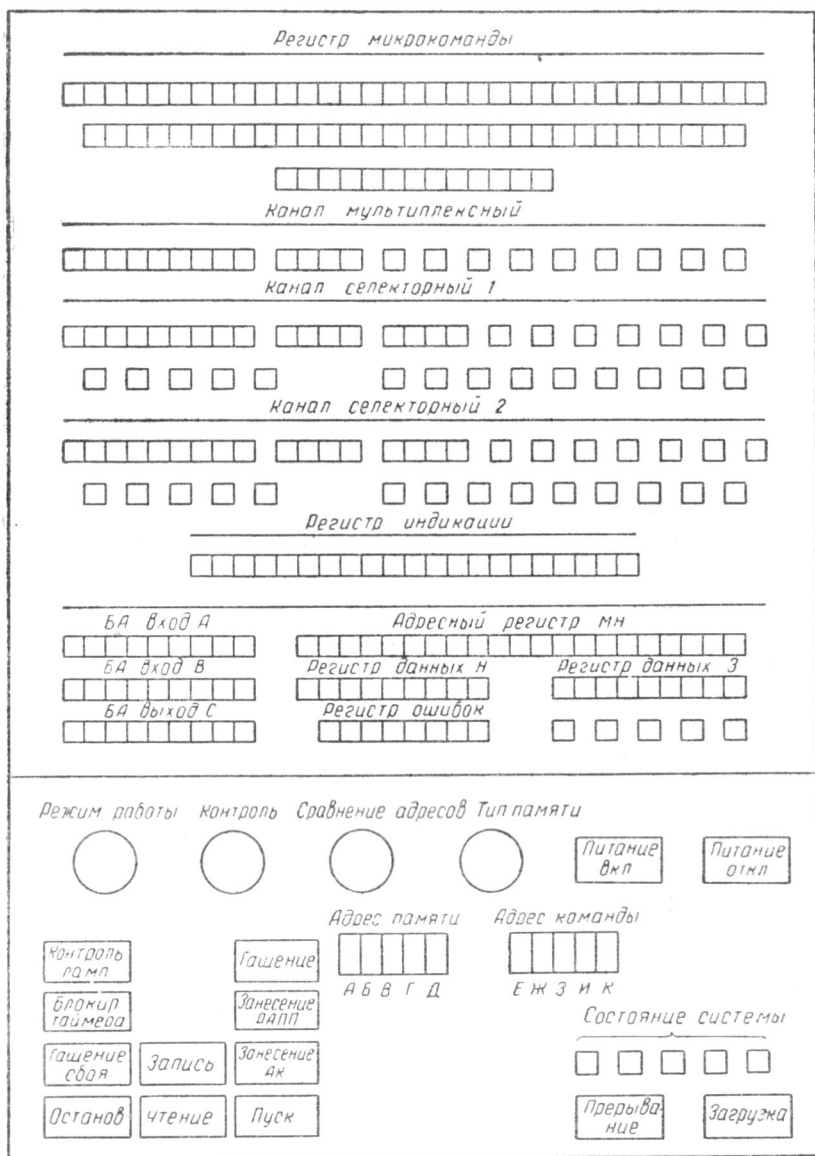 Регистр микрокоманды
Канал мультиплексный
Канал селекторный 1
Канал селекторный 2
Регистр индикации
БА вход А Адресный регистр МН
БА вход В Регистр данных Н Регистр данных З
БА выход С Регистр ошибок
Режим работы Контроль Сравнение адресов Тип памяти
Питание
вкл
Питание
откл
Адрес памяти Адрес команды
Контроль
ламп
Гашение
А Б В Г Д Е Ж З И К
Блокир
таймера
Занесение
ДАПП
Состояние системы
Гашение
сбоя
Запись
Занесение
АК
Останов
Чтение
Пуск
Прерыва-
ние
Загрузка